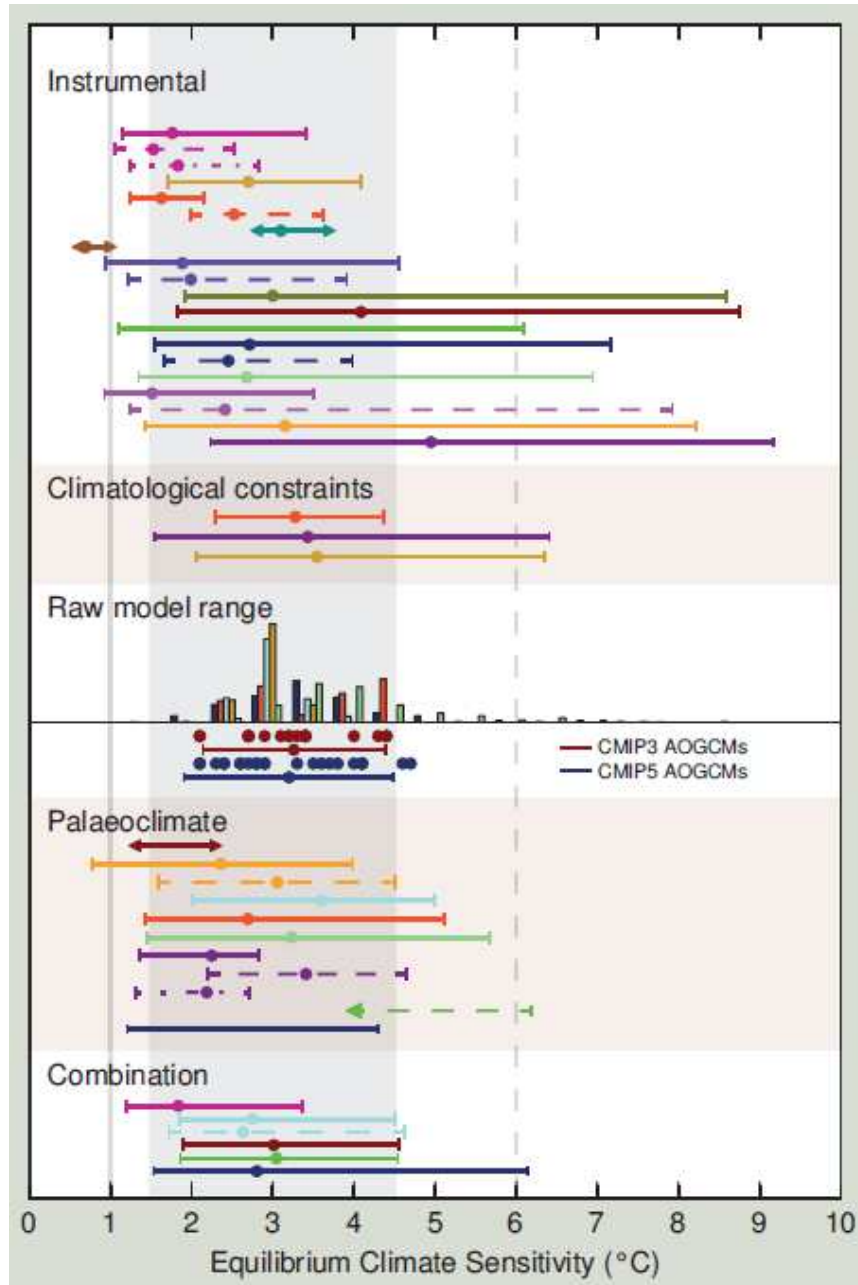 Instrumental
Climatological constraints
Raw model range
CMIP3 AOGCMs
CMIP5 AOGCMs
Palaeoclimate
Combination
0 1 2 3 4 5 6 7 8 9 10
Equilibrium Climate Sensitivity (°C)